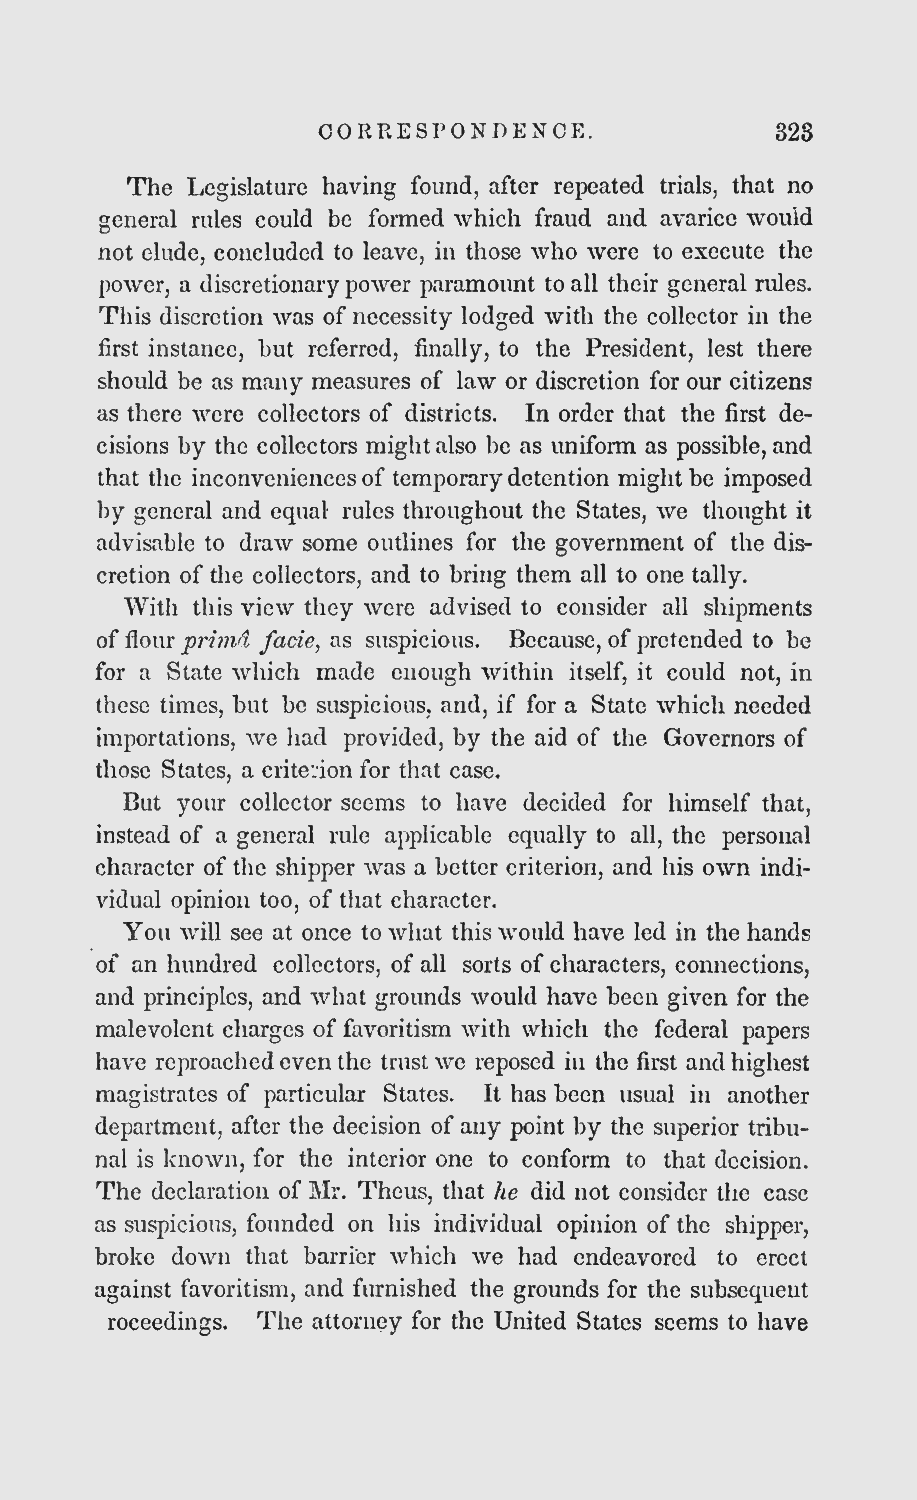 CORRESPONDENCE. 323
The Legislature having found, after repeated trials, that no
general rules could be formed which fraud and avarice would
not elude, concluded to leave, in those who were to execute the
power, a discretionary power paramount to all their general rules.
This discretion was of necessity lodged with the collector in the
first instance, but referred, finally, to the President, lest there
should be as many measures of law or discretion for our citizens
as there were collectors of districts. In order that the first de-
cisions by the collectors might also be as uniform as possible, and
that the inconveniences of temporary detention might be imposed
by general and equal rules throughout the States, we thought it
advisable to draw some outlines for the government of the dis-
cretion of the collectors, and to bring them all to one tally.
With this view they were advised to consider all shipments
of flour primâ facie, as suspicious. Because, of pretended to be
for a State which made enough within itself, it could not, in
these times, but be suspicious, and, if for a State which needed
importations, we had provided, by the aid of the Governors of
those States, a criterion for that case.
But your collector seems to have decided for himself that,
instead of a general rule applicable equally to all, the personal
character of the shipper was a better criterion, and his own indi-
vidual opinion too, of that character.
You will see at once to what this would have led in the hands
of an hundred collectors, of all sorts of characters, connections,
and principles, and what grounds would have been given for the
malevolent charges of favoritism with which the federal papers
have reproached even the trust we reposed in the first and highest
magistrates of particular States. It has been usual in another
department, after the decision of any point by the superior tribu-
nal is known, for the interior one to conform to that decision.
The declaration of Mr. Theus, that he did not consider the case
as suspicious, founded on his individual opinion of the shipper,
broke down that barrier which we had endeavored to erect
against favoritism, and furnished the grounds for the subsequent
roceedings. The attorney for the United States seems to have